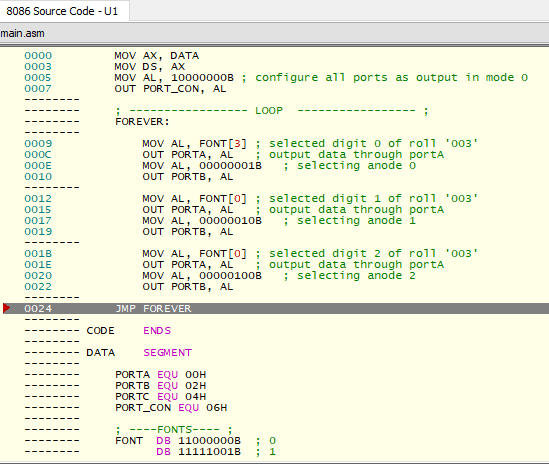 8086 Source Code - U1
main.asm
0000 MOV AX, DATA
0003 MOV DS, AX
0005 MOV AL, 10000000B ; configure all ports as output in mode 0
0007 OUT PORT_CON, AL
--------
-------- ; ----------------- LOOP ----------------- ;
-------- FOREVER:
--------
0009 MOV AL, FONT[3] ; selected digit 0 of roll '003'
000C OUT PORTA, AL ; output data through portA
000E MOV AL, 00000001B ; selecting anode 0
0010 OUT PORTB, AL
--------
0012 MOV AL, FONT[0] ; selected digit 1 of roll '003'
0015 OUT PORTA, AL ; output data through portA
0017 MOV AL, 00000010B ; selecting anode 1
0019 OUT PORTB, AL
--------
001B MOV AL, FONT[0] ; selected digit 2 of roll '003'
001E OUT PORTA, AL ; output data through portA
0020 MOV AL, 00000100B ; selecting anode 2
0022 OUT PORTB, AL
--------
0024 JMP FOREVER
--------
-------- CODE ENDS
--------
-------- DATA SEGMENT
--------
-------- PORTA EQU 00H
-------- PORTB EQU 02H
-------- PORTC EQU 04H
-------- PORT_CON EQU 06H
--------
-------- ; ----FONTS---- ;
-------- FONT DB 11000000B ; 0
-------- DB 11111001B ; 1